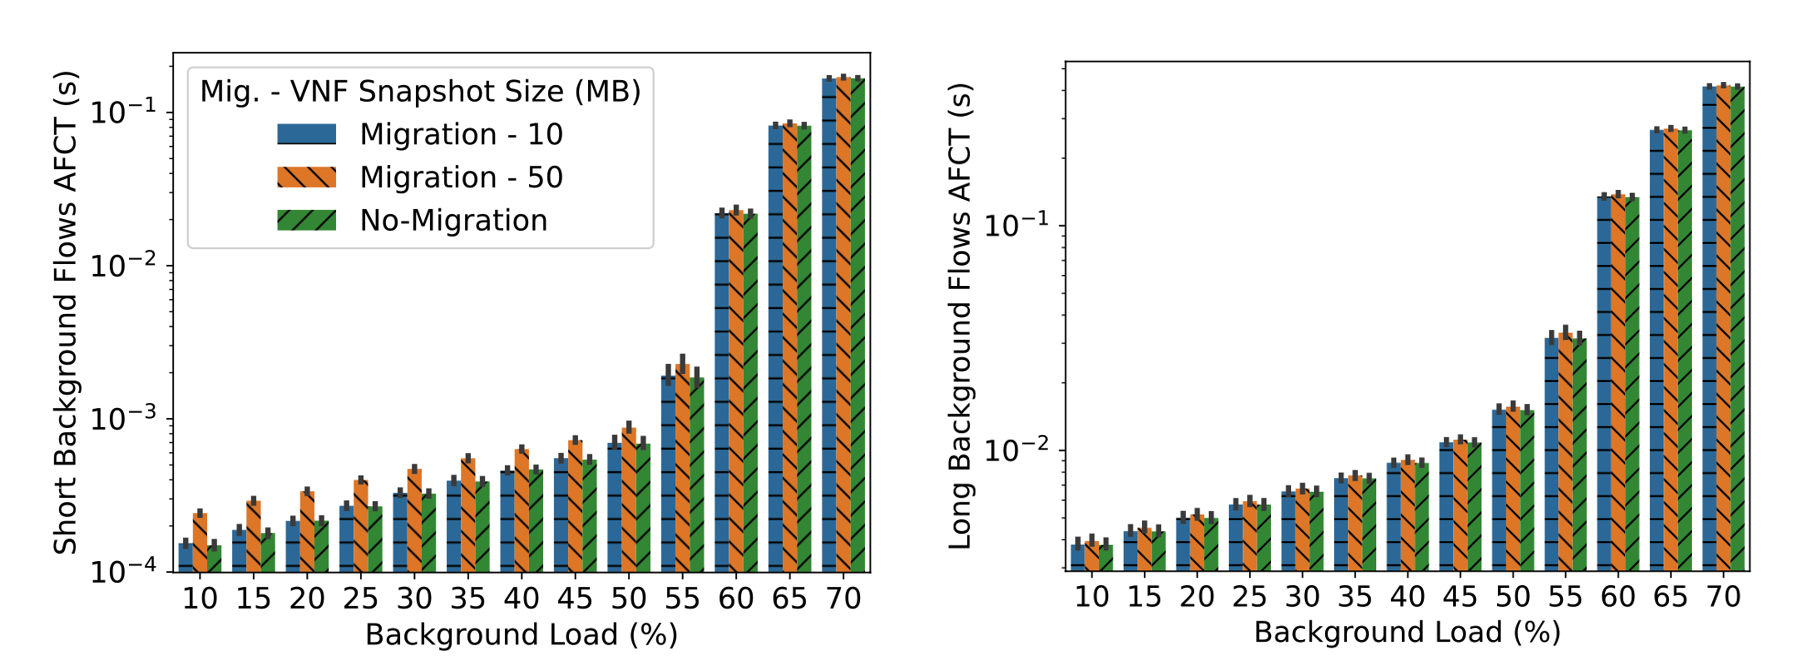 Short Background Flows AFCT (s)
10⁻¹
10⁻²
10⁻³
10⁻⁴
Mig. - VNF Snapshot Size (MB)
Migration - 10
Migration - 50
No-Migration
10 15 20 25 30 35 40 45 50 55 60 65 70
Background Load (%)
Long Background Flows AFCT (s)
10⁻¹
10⁻²
10 15 20 25 30 35 40 45 50 55 60 65 70
Background Load (%)